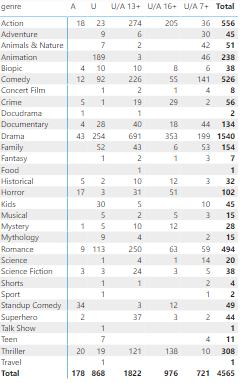 genre A U U/A 13+ U/A 16+ U/A 7+ Total
Action 18 23 274 205 36 556
Adventure 9 6 30 45
Animals & Nature 7 2 42 51
Animation 189 3 46 238
Biopic 4 10 10 8 6 38
Comedy 12 92 226 55 141 526
Concert Film 1 2 1 4 8
Crime 5 1 19 29 2 56
Docudrama 1 1
Documentary 4 28 40 18 44 134
Drama 43 254 691 353 199 1540
Family 52 43 6 53 154
Fantasy 1 2 1 3 7
Food 1 1
Historical 5 2 10 12 3 32
Horror 17 3 31 51 102
Kids 30 5 10 45
Musical 5 2 5 3 15
Mystery 1 5 10 12 28
Mythology 9 4 2 15
Romance 9 113 250 63 59 494
Science 1 4 1 14 20
Science Fiction 3 3 24 3 5 38
Shorts 1 1 2 4
Sport 1 1 2
Standup Comedy 34 3 12 49
Superhero 2 37 3 2 44
Talk Show 1 1
Teen 7 4 11
Thriller 20 19 121 138 10 308
Travel 1 1
Total 178 868 1822 976 721 4565